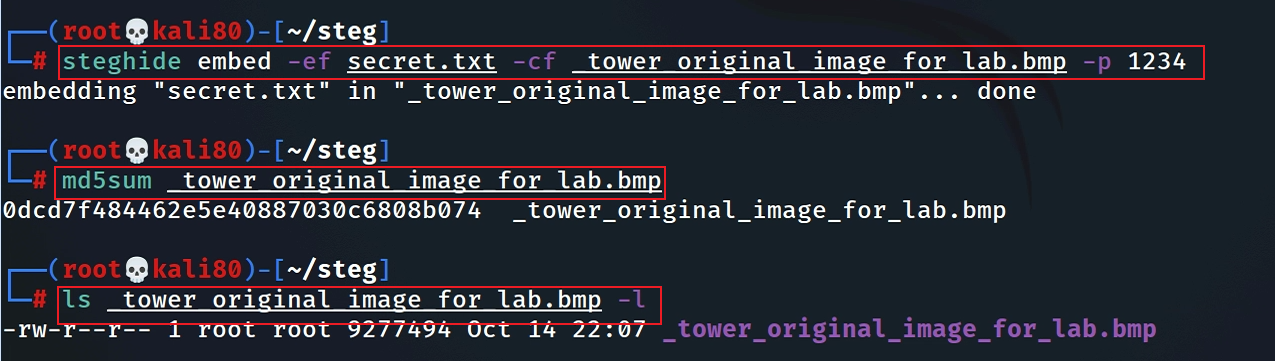 (root💀kali80)-[~/steg]
# steghide embed -ef secret.txt -cf _tower_original_image_for_lab.bmp -p 1234
embedding "secret.txt" in "_tower_original_image_for_lab.bmp"... done
(root💀kali80)-[~/steg]
# md5sum _tower_original_image_for_lab.bmp
0dcd7f484462e5e40887030c6808b074  _tower_original_image_for_lab.bmp
(root💀kali80)-[~/steg]
# ls _tower_original_image_for_lab.bmp -l
-rw-r--r-- 1 root root 9277494 Oct 14 22:07 _tower_original_image_for_lab.bmp